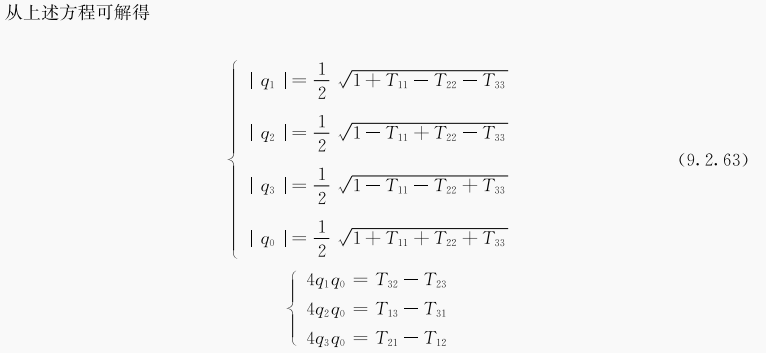 从上述方程可解得
| q₁ |= 1/2 √(1+T₁₁−T₂₂−T₃₃)
| q₂ |= 1/2 √(1−T₁₁+T₂₂−T₃₃)
| q₃ |= 1/2 √(1−T₁₁−T₂₂+T₃₃)
| q₀ |= 1/2 √(1+T₁₁+T₂₂+T₃₃)
(9.2.63)
4q₁q₀ = T₃₂−T₂₃
4q₂q₀ = T₁₃−T₃₁
4q₃q₀ = T₂₁−T₁₂